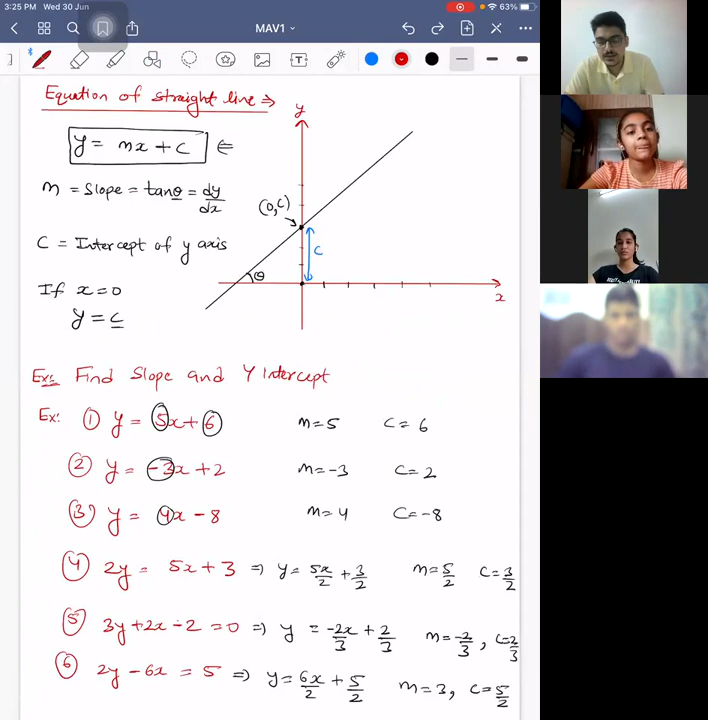 3:25 PM Wed 30 Jun
63%
MAV1
Equation of straight line ⇒
y = mx + c ⇐
m = Slope = tanθ = dy/dx
C = Intercept of y axis
If x = 0
y = c
y
(0,C)
C
θ
x
Ex: Find Slope and Y Intercept
Ex: ① y = 5x + 6 m = 5 C = 6
② y = -3x + 2 m = -3 C = 2
③ y = 4x - 8 m = 4 C = -8
④ 2y = 5x + 3 ⇒ y = 5x/2 + 3/2 m = 5/2 C = 3/2
⑤ 3y + 2x - 2 = 0 ⇒ y = -2x/3 + 2/3 m = -2/3, C = 2/3
⑥ 2y - 6x = 5 ⇒ y = 6x/2 + 5/2 m = 3, C = 5/2